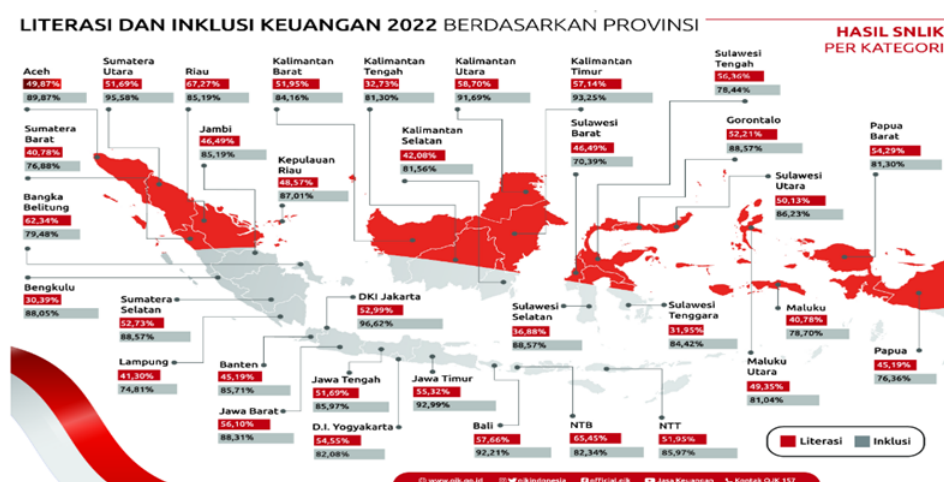 LITERASI DAN INKLUSI KEUANGAN 2022 BERDASARKAN PROVINSI
HASIL SNLIK
PER KATEGORI
Aceh
49,87%
89,87%
Sumatera
Utara
51,69%
95,58%
Riau
67,27%
85,19%
Kalimantan
Barat
51,95%
84,16%
Kalimantan
Tengah
32,73%
81,30%
Kalimantan
Utara
58,70%
91,69%
Kalimantan
Timur
57,14%
93,25%
Sulawesi
Tengah
56,36%
78,44%
Sumatera
Barat
40,78%
76,88%
Jambi
46,49%
85,19%
Kepulauan
Riau
48,57%
87,01%
Kalimantan
Selatan
42,08%
81,56%
Sulawesi
Barat
46,49%
70,39%
Gorontalo
52,21%
88,57%
Papua
Barat
54,29%
81,30%
Bangka
Belitung
62,34%
79,48%
Sulawesi
Utara
50,13%
86,23%
Bengkulu
30,39%
88,05%
Sumatera
Selatan
52,73%
88,57%
DKI Jakarta
52,99%
96,62%
Sulawesi
Selatan
36,88%
88,57%
Sulawesi
Tenggara
31,95%
84,42%
Maluku
40,78%
78,70%
Papua
45,19%
76,36%
Lampung
41,30%
74,81%
Banten
45,19%
85,71%
Jawa Tengah
51,69%
85,97%
Jawa Timur
55,32%
92,99%
Maluku
Utara
49,35%
81,04%
Jawa Barat
56,10%
88,31%
D.I. Yogyakarta
54,55%
82,08%
Bali
57,66%
92,21%
NTB
65,45%
82,34%
NTT
51,95%
85,97%
Literasi
Inklusi
www.ojk.go.id ojkindonesia official.ojk Jasa Keuangan Kontak OJK 157